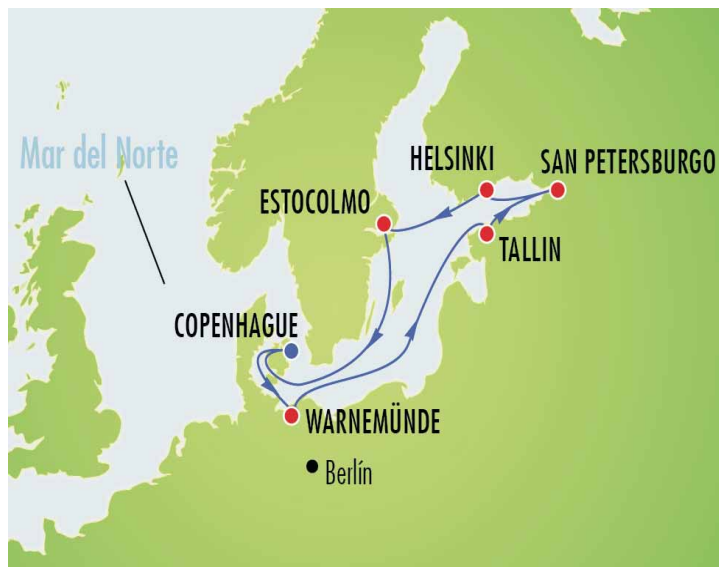 Mar del Norte
HELSINKI
SAN PETERSBURGO
ESTOCOLMO
TALLIN
COPENHAGUE
WARNEMÜNDE
Berlín